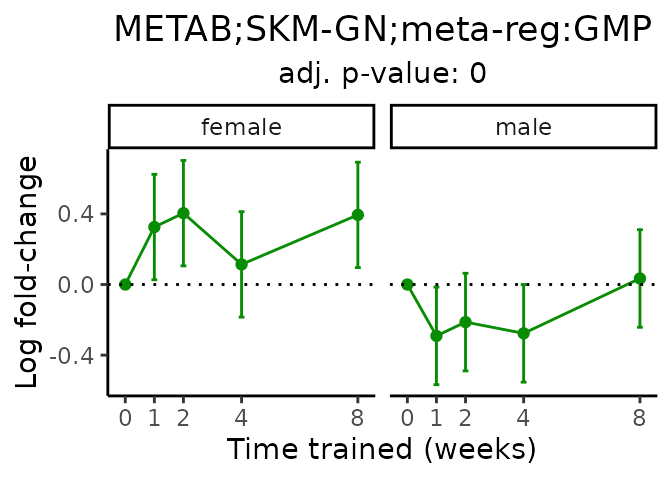 METAB;SKM-GN;meta-reg:GMP
adj. p-value: 0
female male
Log fold-change
0.4
0.0
-0.4
0 1 2 4 8 0 1 2 4 8
Time trained (weeks)